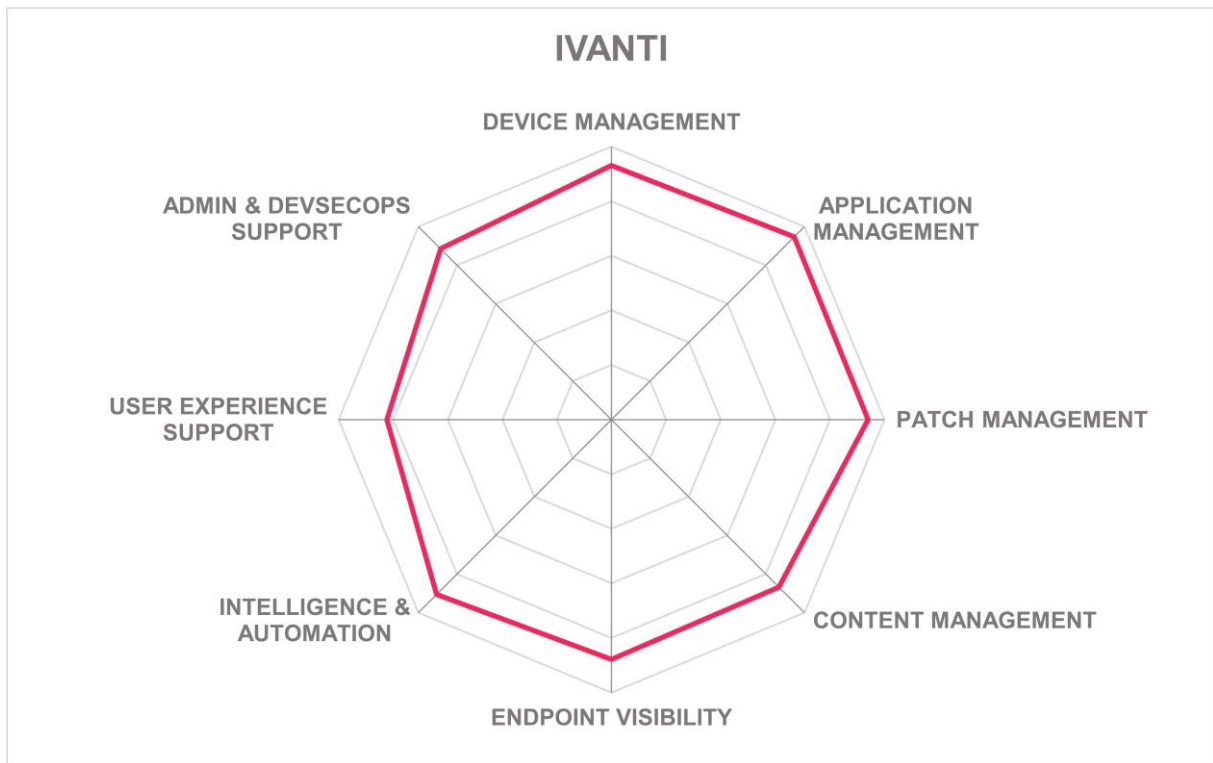 IVANTI
DEVICE MANAGEMENT
APPLICATION
MANAGEMENT
PATCH MANAGEMENT
CONTENT MANAGEMENT
ENDPOINT VISIBILITY
INTELLIGENCE &
AUTOMATION
USER EXPERIENCE
SUPPORT
ADMIN & DEVSECOPS
SUPPORT